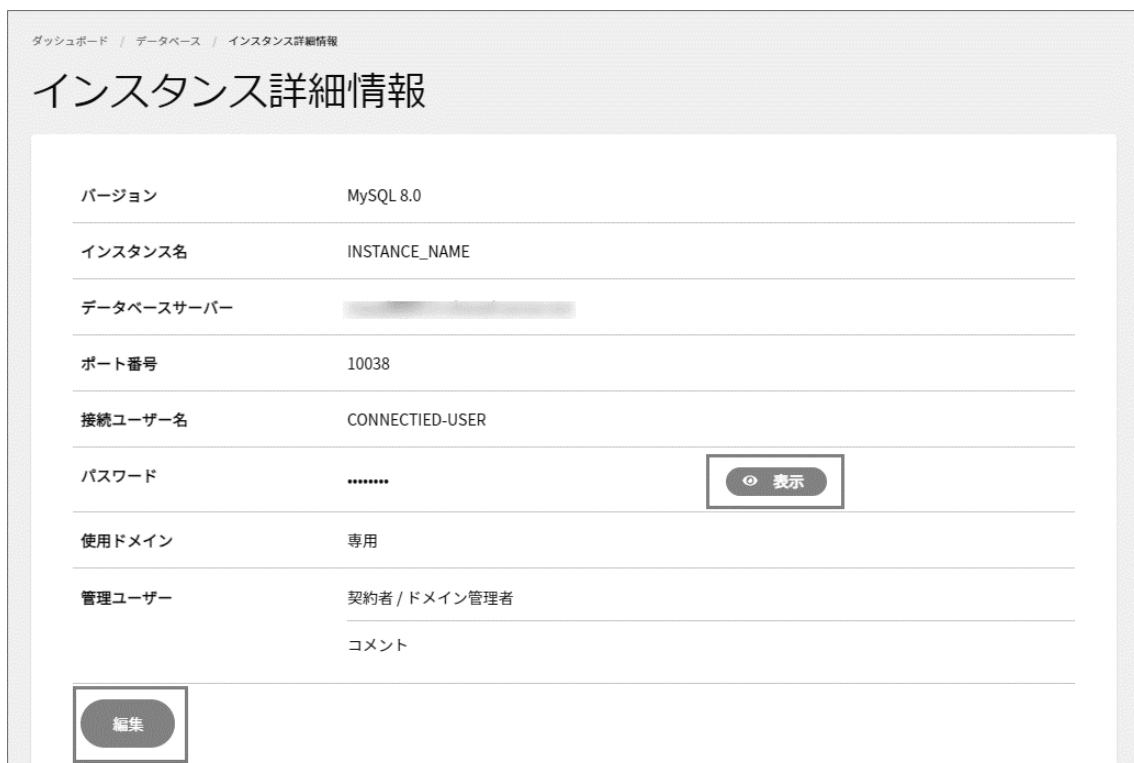 ダッシュボード / データベース / インスタンス詳細情報
インスタンス詳細情報
バージョン MySQL 8.0
インスタンス名 INSTANCE_NAME
データベースサーバー
ポート番号 10038
接続ユーザー名 CONNECTIED-USER
パスワード •••••••• 表示
使用ドメイン 専用
管理ユーザー 契約者 / ドメイン管理者
コメント
編集